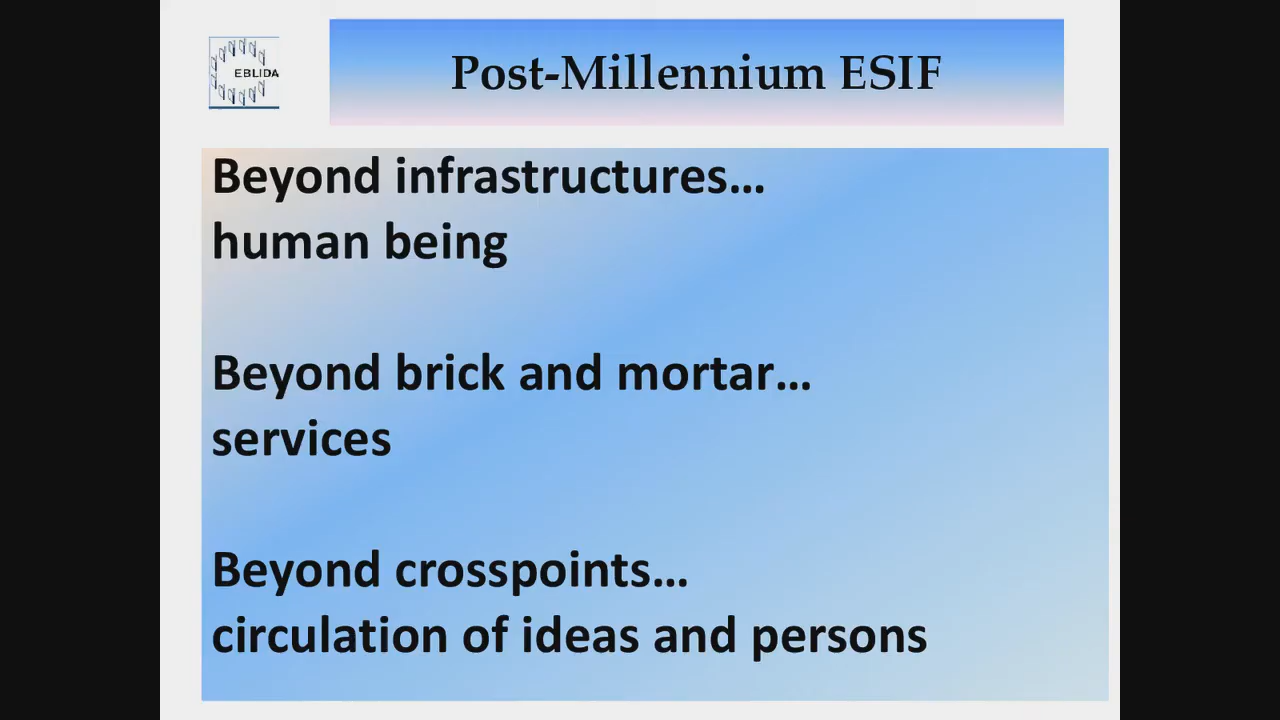 EBLIDA
Post-Millennium ESIF
Beyond infrastructures…
human being
Beyond brick and mortar…
services
Beyond crosspoints…
circulation of ideas and persons